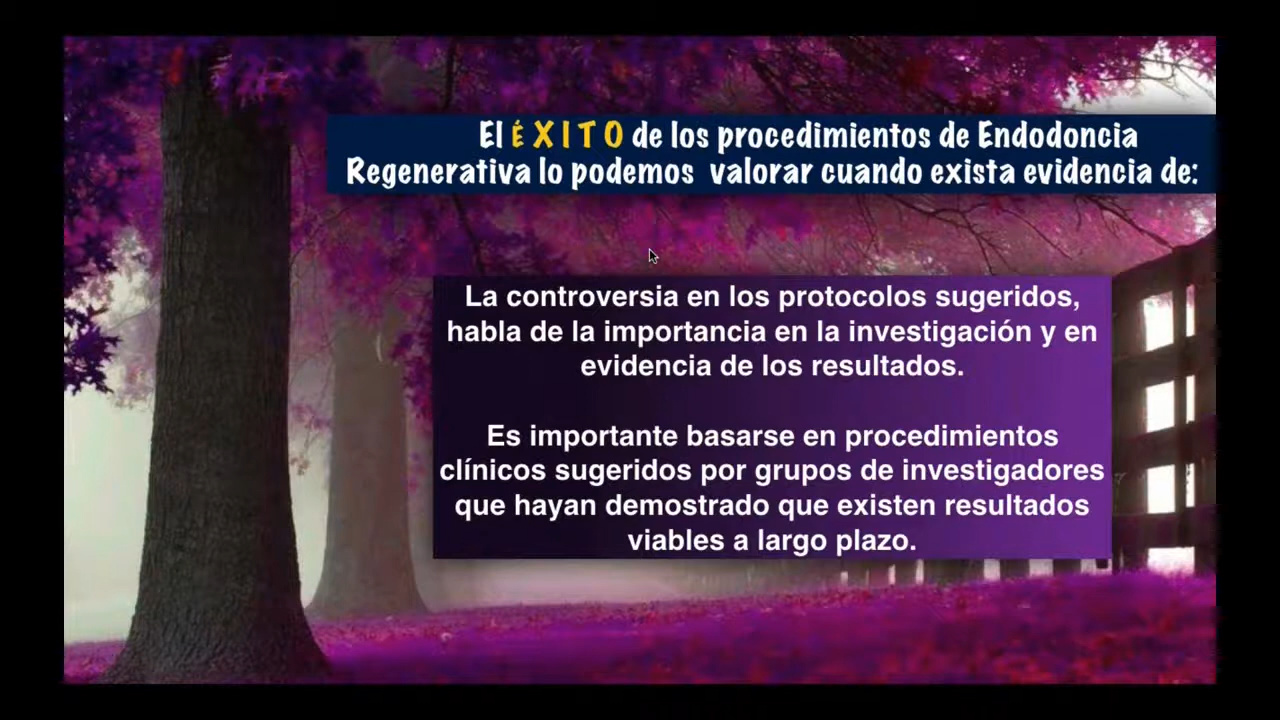 El ÉXITO de los procedimientos de Endodoncia
Regenerativa lo podemos valorar cuando exista evidencia de:
La controversia en los protocolos sugeridos,
habla de la importancia en la investigación y en
evidencia de los resultados.
Es importante basarse en procedimientos
clínicos sugeridos por grupos de investigadores
que hayan demostrado que existen resultados
viables a largo plazo.